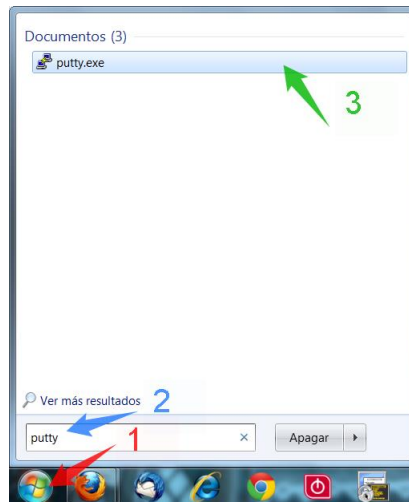 Documentos (3)
putty.exe
3
Ver más resultados
2
putty
1
Apagar